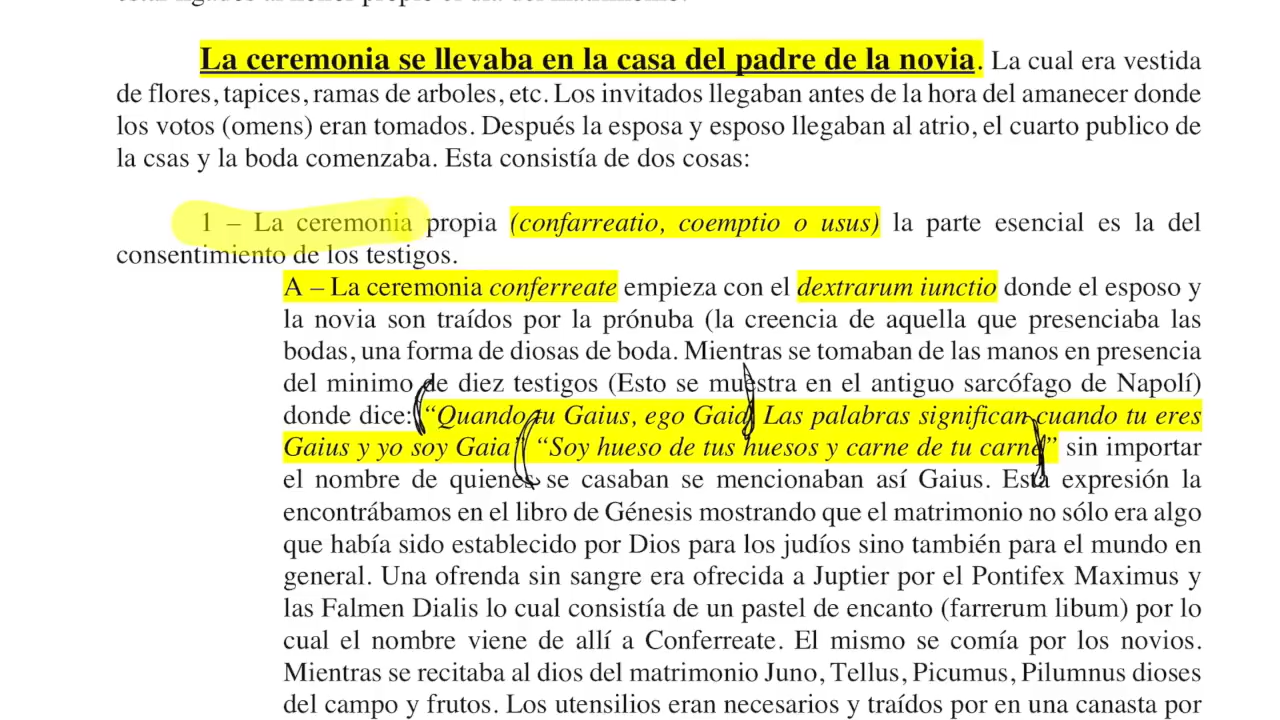 La ceremonia se llevaba en la casa del padre de la novia. La cual era vestida
de flores, tapices, ramas de arboles, etc. Los invitados llegaban antes de la hora del amanecer donde
los votos (omens) eran tomados. Después la esposa y esposo llegaban al atrio, el cuarto publico de
la csas y la boda comenzaba. Esta consistía de dos cosas:
1 – La ceremonia propia (confarreatio, coemptio o usus) la parte esencial es la del
consentimiento de los testigos.
A – La ceremonia conferreate empieza con el dextrarum iunctio donde el esposo y
la novia son traídos por la prónuba (la creencia de aquella que presenciaba las
bodas, una forma de diosas de boda. Mientras se tomaban de las manos en presencia
del minimo de diez testigos (Esto se muestra en el antiguo sarcófago de Napolí)
donde dice: “Quando tu Gaius, ego Gaia. Las palabras significan cuando tu eres
Gaius y yo soy Gaia” “Soy hueso de tus huesos y carne de tu carne” sin importar
el nombre de quienes se casaban se mencionaban así Gaius. Esta expresión la
encontrábamos en el libro de Génesis mostrando que el matrimonio no sólo era algo
que había sido establecido por Dios para los judíos sino también para el mundo en
general. Una ofrenda sin sangre era ofrecida a Juptier por el Pontifex Maximus y
las Falmen Dialis lo cual consistía de un pastel de encanto (farrerum libum) por lo
cual el nombre viene de allí a Conferreate. El mismo se comía por los novios.
Mientras se recitaba al dios del matrimonio Juno, Tellus, Picumus, Pilumnus dioses
del campo y frutos. Los utensilios eran necesarios y traídos por en una canasta por